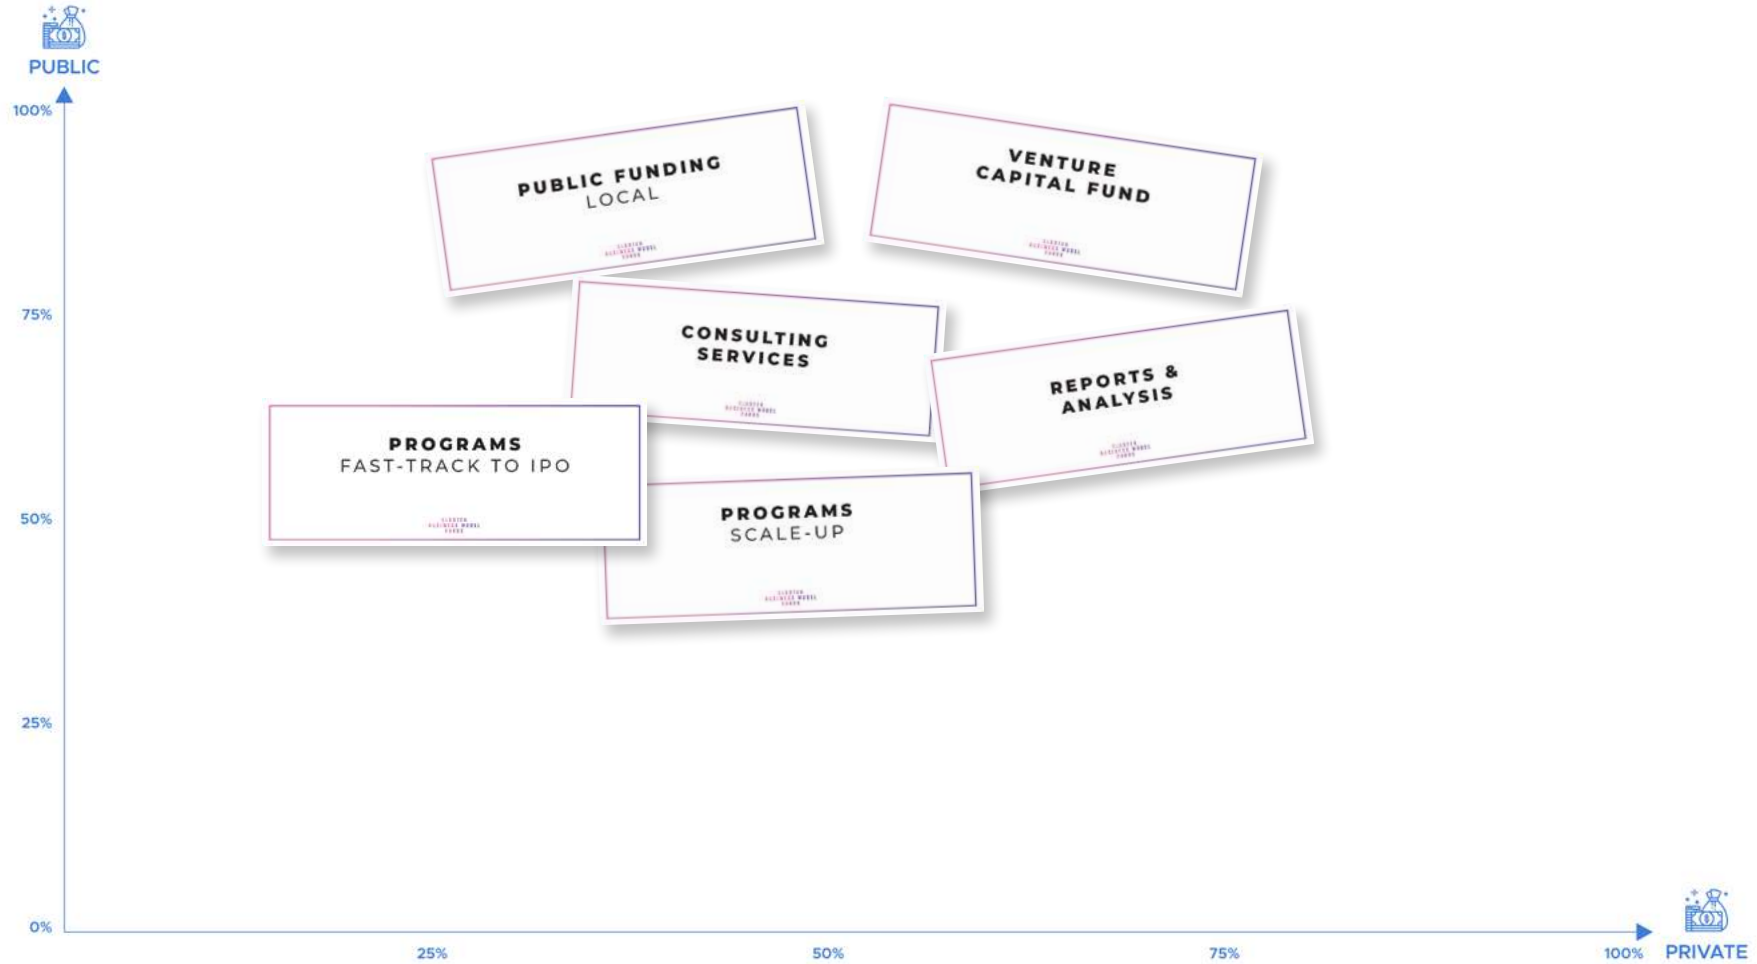 PUBLIC
100%
PUBLIC FUNDING
LOCAL
VENTURE
CAPITAL FUND
75%
CONSULTING
SERVICES
REPORTS &
ANALYSIS
PROGRAMS
FAST-TRACK TO IPO
50%
PROGRAMS
SCALE-UP
25%
0%
25%
50%
75%
100%
PRIVATE